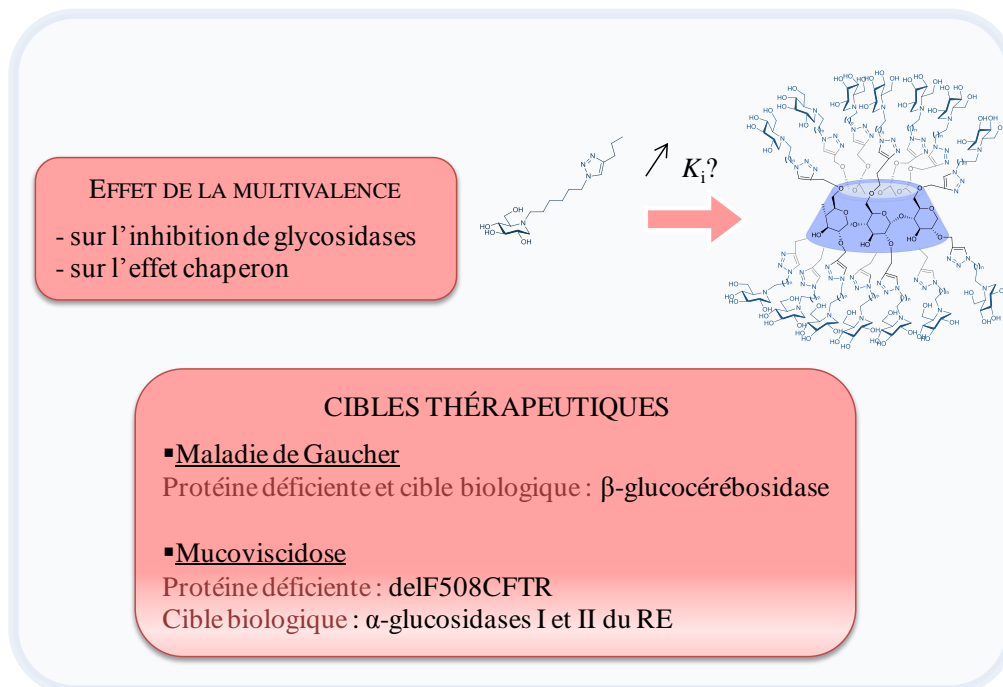 EFFET DE LA MULTIVALENCE
- sur l’inhibition de glycosidases
- sur l’effet chaperon
Ki?
CIBLES THÉRAPEUTIQUES
▪Maladie de Gaucher
Protéine déficiente et cible biologique : β-glucocérébosidase
▪Mucoviscidose
Protéine déficiente : delF508CFTR
Cible biologique : α-glucosidases I et II du RE